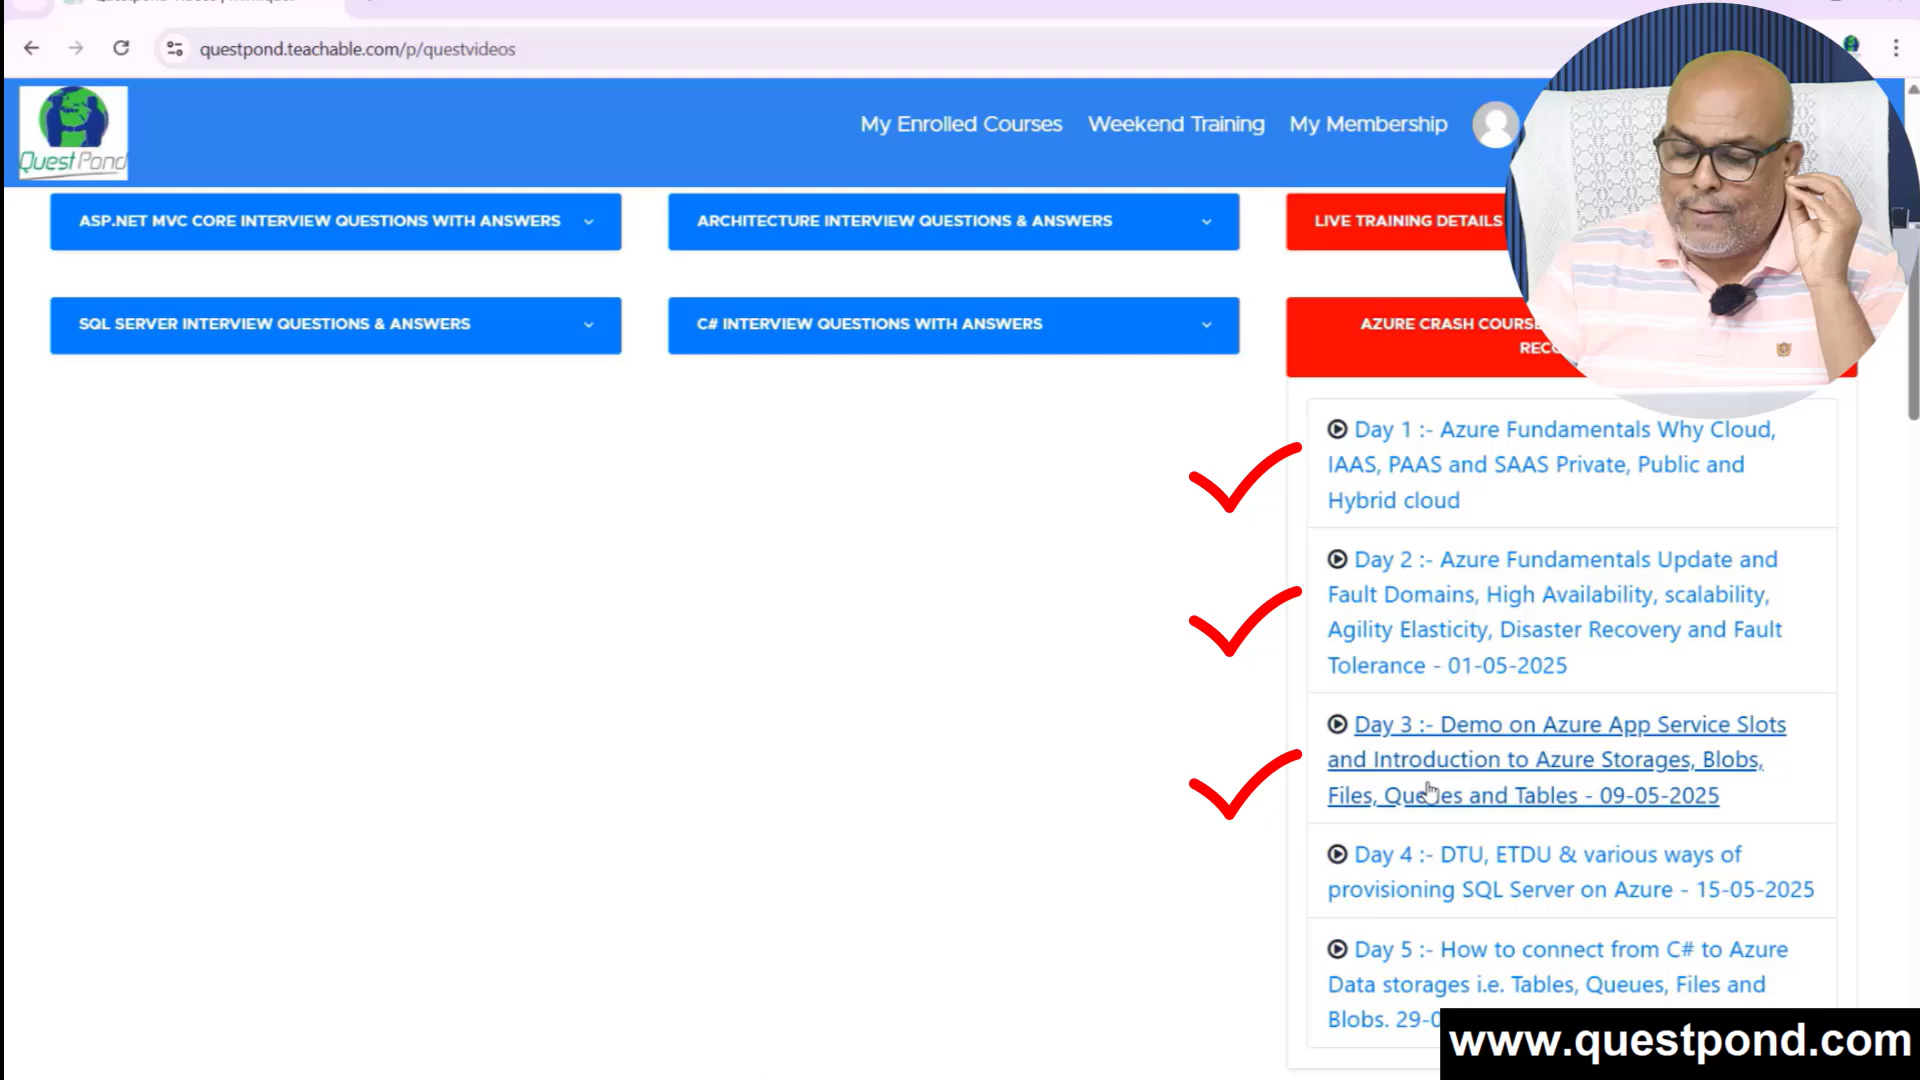 questpond.teachable.com/p/questvideos
QuestPond
My Enrolled Courses
Weekend Training
My Membership
ASP.NET MVC CORE INTERVIEW QUESTIONS WITH ANSWERS
ARCHITECTURE INTERVIEW QUESTIONS & ANSWERS
LIVE TRAINING DETAILS
SQL SERVER INTERVIEW QUESTIONS & ANSWERS
C# INTERVIEW QUESTIONS WITH ANSWERS
AZURE CRASH COURSE
Day 1 :- Azure Fundamentals Why Cloud,
IAAS, PAAS and SAAS Private, Public and
Hybrid cloud
Day 2 :- Azure Fundamentals Update and
Fault Domains, High Availability, scalability,
Agility Elasticity, Disaster Recovery and Fault
Tolerance - 01-05-2025
Day 3 :- Demo on Azure App Service Slots
and Introduction to Azure Storages, Blobs,
Files, Queues and Tables - 09-05-2025
Day 4 :- DTU, ETDU & various ways of
provisioning SQL Server on Azure - 15-05-2025
Day 5 :- How to connect from C# to Azure
Data storages i.e. Tables, Queues, Files and
Blobs.
www.questpond.com